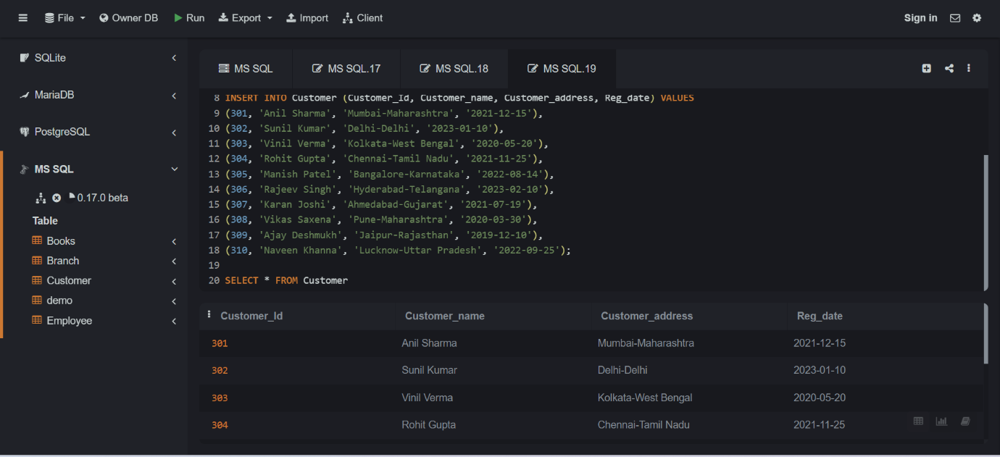 File Owner DB Run Export Import Client Sign in
SQLite
MariaDB
PostgreSQL
MS SQL
0.17.0 beta
Table
Books
Branch
Customer
demo
Employee
MS SQL MS SQL.17 MS SQL.18 MS SQL.19
8 INSERT INTO Customer (Customer_Id, Customer_name, Customer_address, Reg_date) VALUES
9 (301, 'Anil Sharma', 'Mumbai-Maharashtra', '2021-12-15'),
10 (302, 'Sunil Kumar', 'Delhi-Delhi', '2023-01-10'),
11 (303, 'Vinil Verma', 'Kolkata-West Bengal', '2020-05-20'),
12 (304, 'Rohit Gupta', 'Chennai-Tamil Nadu', '2021-11-25'),
13 (305, 'Manish Patel', 'Bangalore-Karnataka', '2022-08-14'),
14 (306, 'Rajeev Singh', 'Hyderabad-Telangana', '2023-02-10'),
15 (307, 'Karan Joshi', 'Ahmedabad-Gujarat', '2021-07-19'),
16 (308, 'Vikas Saxena', 'Pune-Maharashtra', '2020-03-30'),
17 (309, 'Ajay Deshmukh', 'Jaipur-Rajasthan', '2019-12-10'),
18 (310, 'Naveen Khanna', 'Lucknow-Uttar Pradesh', '2022-09-25');
19
20 SELECT * FROM Customer
Customer_Id Customer_name Customer_address Reg_date
301 Anil Sharma Mumbai-Maharashtra 2021-12-15
302 Sunil Kumar Delhi-Delhi 2023-01-10
303 Vinil Verma Kolkata-West Bengal 2020-05-20
304 Rohit Gupta Chennai-Tamil Nadu 2021-11-25